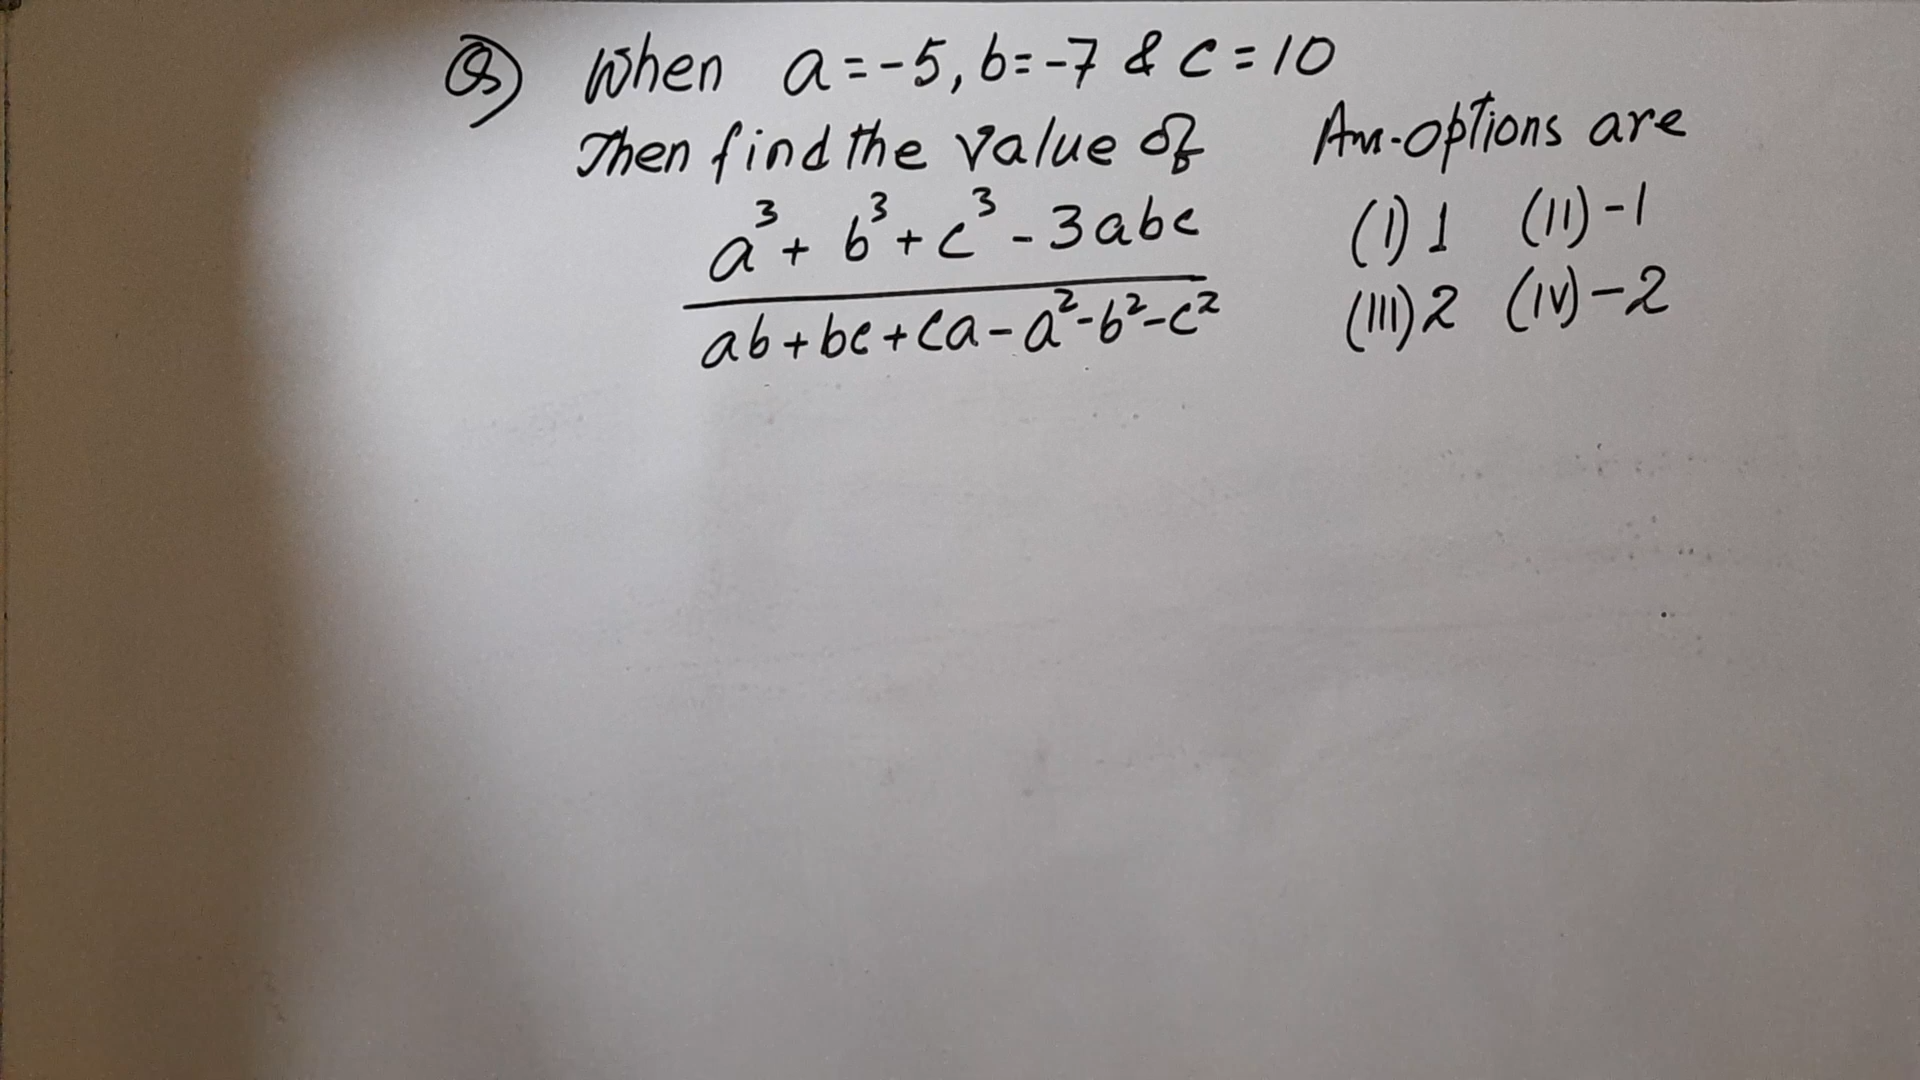 Q) When a=-5, b=-7 & c=10
Then find the value of
a³+ b³+c³-3abc
ab+bc+ca-a²-b²-c²
Ans-options are
(I) 1 (II) -1
(III) 2 (IV) -2